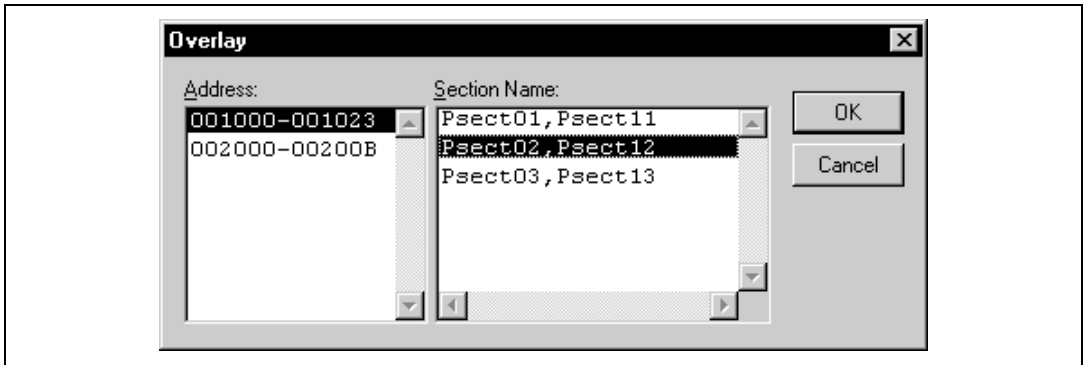 Overlay
Address:
Section Name:
001000-001023
002000-00200B
Psect01,Psect11
Psect02,Psect12
Psect03,Psect13
OK
Cancel